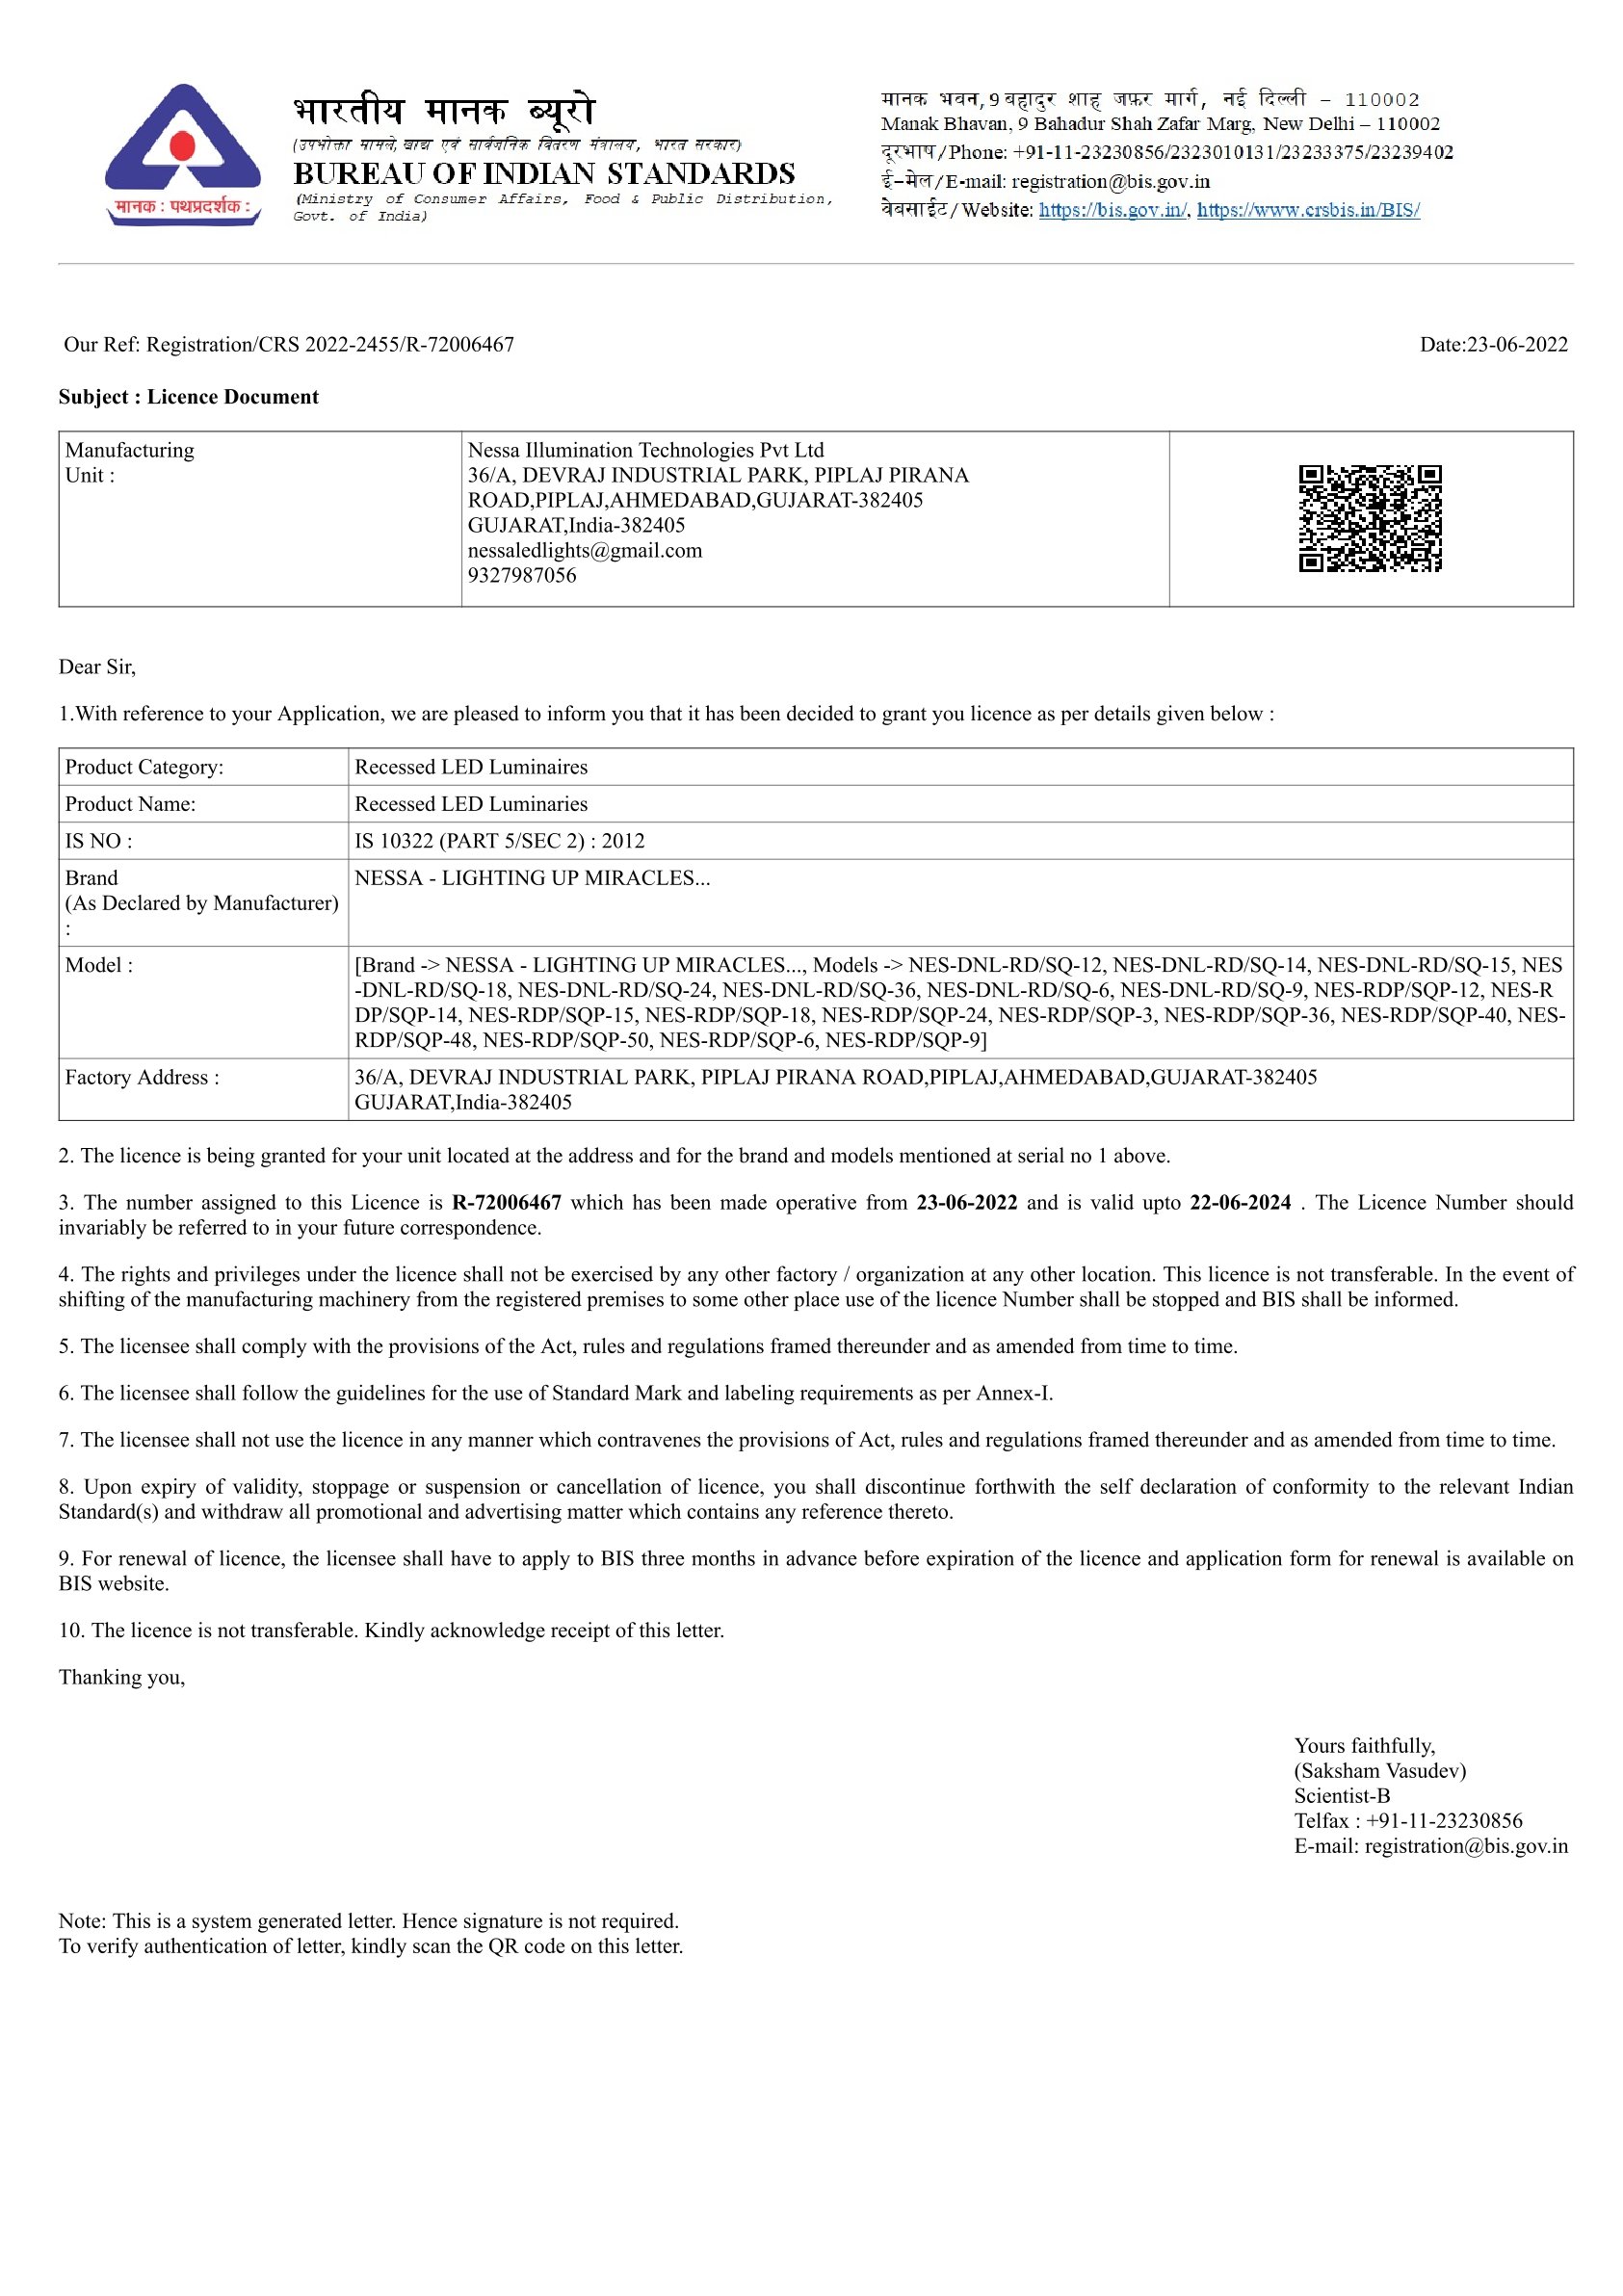 भारतीय मानक ब्यूरो
(उपभोक्ता मामले, खाद्य एवं सार्वजनिक वितरण मंत्रालय, भारत सरकार)
BUREAU OF INDIAN STANDARDS
(Ministry of Consumer Affairs, Food & Public Distribution,
Govt. of India)
मानक : पथप्रदर्शक :
मानक भवन, 9 बहादुर शाह जफ़र मार्ग, नई दिल्ली – 110002
Manak Bhavan, 9 Bahadur Shah Zafar Marg, New Delhi – 110002
दूरभाष/Phone: +91-11-23230856/2323010131/23233375/23239402
ई–मेल/E-mail: registration@bis.gov.in
वेबसाईट/Website: https://bis.gov.in/, https://www.crsbis.in/BIS/
Our Ref: Registration/CRS 2022-2455/R-72006467 Date:23-06-2022
Subject : Licence Document
Manufacturing
Unit :
Nessa Illumination Technologies Pvt Ltd
36/A, DEVRAJ INDUSTRIAL PARK, PIPLAJ PIRANA
ROAD,PIPLAJ,AHMEDABAD,GUJARAT-382405
GUJARAT,India-382405
nessaledlights@gmail.com
9327987056
Dear Sir,
1.With reference to your Application, we are pleased to inform you that it has been decided to grant you licence as per details given below :
Product Category: Recessed LED Luminaires
Product Name: Recessed LED Luminaries
IS NO : IS 10322 (PART 5/SEC 2) : 2012
Brand
(As Declared by Manufacturer)
:
NESSA - LIGHTING UP MIRACLES...
Model : [Brand -> NESSA - LIGHTING UP MIRACLES..., Models -> NES-DNL-RD/SQ-12, NES-DNL-RD/SQ-14, NES-DNL-RD/SQ-15, NES
-DNL-RD/SQ-18, NES-DNL-RD/SQ-24, NES-DNL-RD/SQ-36, NES-DNL-RD/SQ-6, NES-DNL-RD/SQ-9, NES-RDP/SQP-12, NES-R
DP/SQP-14, NES-RDP/SQP-15, NES-RDP/SQP-18, NES-RDP/SQP-24, NES-RDP/SQP-3, NES-RDP/SQP-36, NES-RDP/SQP-40, NES-
RDP/SQP-48, NES-RDP/SQP-50, NES-RDP/SQP-6, NES-RDP/SQP-9]
Factory Address : 36/A, DEVRAJ INDUSTRIAL PARK, PIPLAJ PIRANA ROAD,PIPLAJ,AHMEDABAD,GUJARAT-382405
GUJARAT,India-382405
2. The licence is being granted for your unit located at the address and for the brand and models mentioned at serial no 1 above.
3. The number assigned to this Licence is R-72006467 which has been made operative from 23-06-2022 and is valid upto 22-06-2024 . The Licence Number should
invariably be referred to in your future correspondence.
4. The rights and privileges under the licence shall not be exercised by any other factory / organization at any other location. This licence is not transferable. In the event of
shifting of the manufacturing machinery from the registered premises to some other place use of the licence Number shall be stopped and BIS shall be informed.
5. The licensee shall comply with the provisions of the Act, rules and regulations framed thereunder and as amended from time to time.
6. The licensee shall follow the guidelines for the use of Standard Mark and labeling requirements as per Annex-I.
7. The licensee shall not use the licence in any manner which contravenes the provisions of Act, rules and regulations framed thereunder and as amended from time to time.
8. Upon expiry of validity, stoppage or suspension or cancellation of licence, you shall discontinue forthwith the self declaration of conformity to the relevant Indian
Standard(s) and withdraw all promotional and advertising matter which contains any reference thereto.
9. For renewal of licence, the licensee shall have to apply to BIS three months in advance before expiration of the licence and application form for renewal is available on
BIS website.
10. The licence is not transferable. Kindly acknowledge receipt of this letter.
Thanking you,
Yours faithfully,
(Saksham Vasudev)
Scientist-B
Telfax : +91-11-23230856
E-mail: registration@bis.gov.in
Note: This is a system generated letter. Hence signature is not required.
To verify authentication of letter, kindly scan the QR code on this letter.